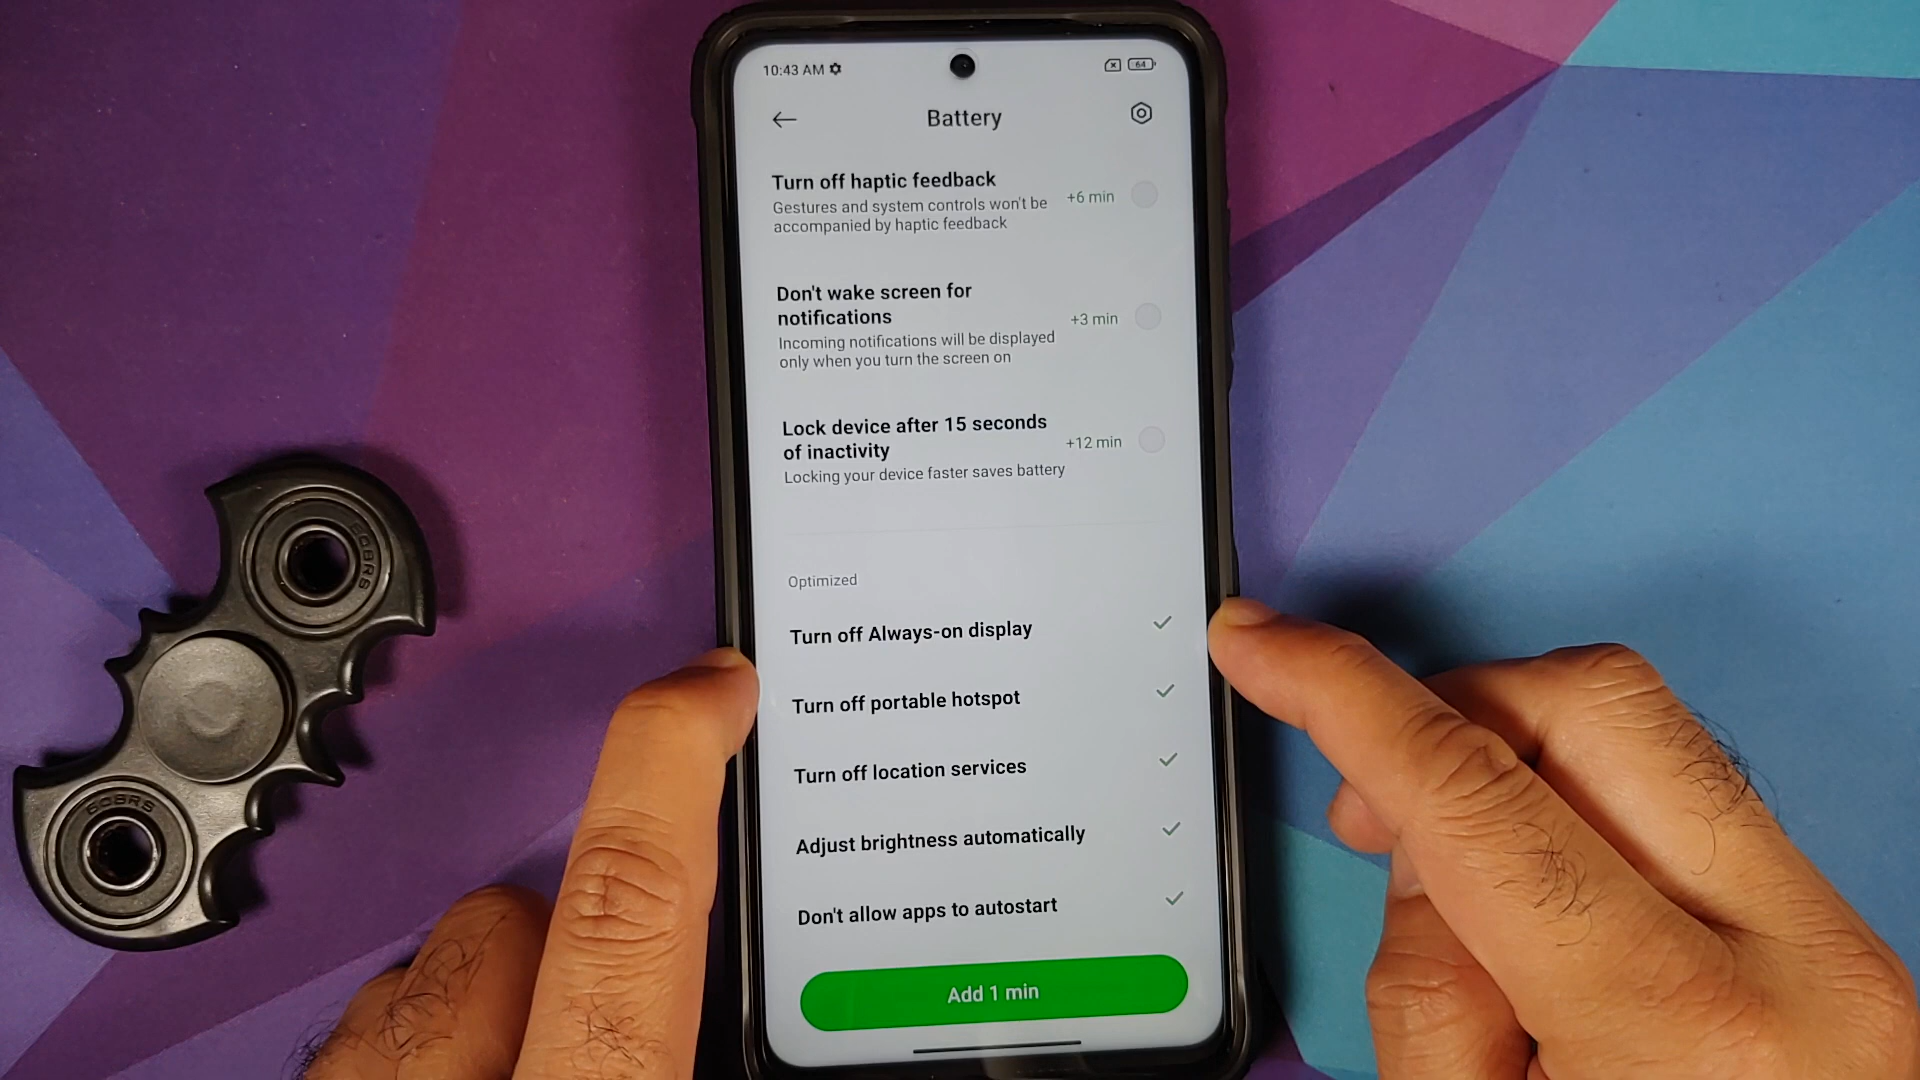 10:43 AM
64
Battery
Turn off haptic feedback
Gestures and system controls won't be
accompanied by haptic feedback
+6 min
Don't wake screen for
notifications
Incoming notifications will be displayed
only when you turn the screen on
+3 min
Lock device after 15 seconds
of inactivity
Locking your device faster saves battery
+12 min
Optimized
Turn off Always-on display
Turn off portable hotspot
Turn off location services
Adjust brightness automatically
Don't allow apps to autostart
Add 1 min